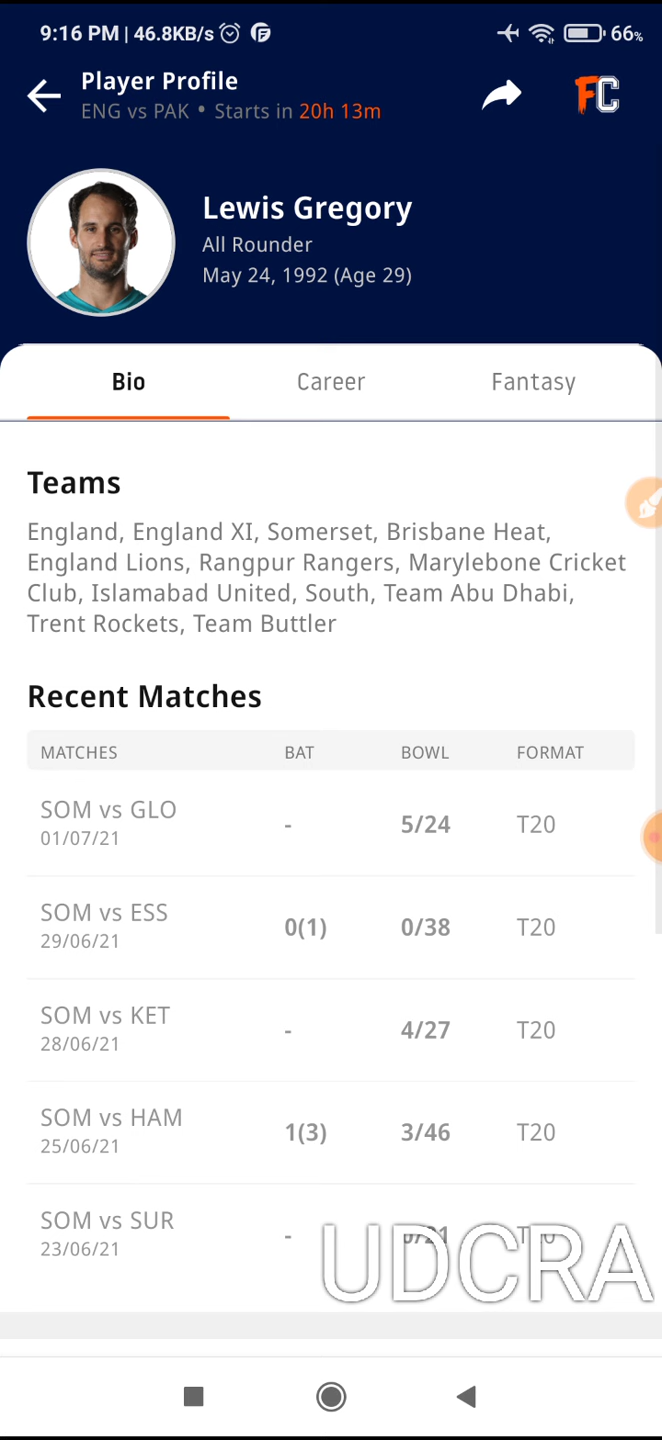 9:16 PM | 46.8KB/s
66%
Player Profile
ENG vs PAK • Starts in 20h 13m
FC
Lewis Gregory
All Rounder
May 24, 1992 (Age 29)
Bio Career Fantasy
Teams
England, England XI, Somerset, Brisbane Heat,
England Lions, Rangpur Rangers, Marylebone Cricket
Club, Islamabad United, South, Team Abu Dhabi,
Trent Rockets, Team Buttler
Recent Matches
MATCHES BAT BOWL FORMAT
SOM vs GLO
01/07/21
- 5/24 T20
SOM vs ESS
29/06/21
0(1) 0/38 T20
SOM vs KET
28/06/21
- 4/27 T20
SOM vs HAM
25/06/21
1(3) 3/46 T20
SOM vs SUR
23/06/21
- T20
UDCRA